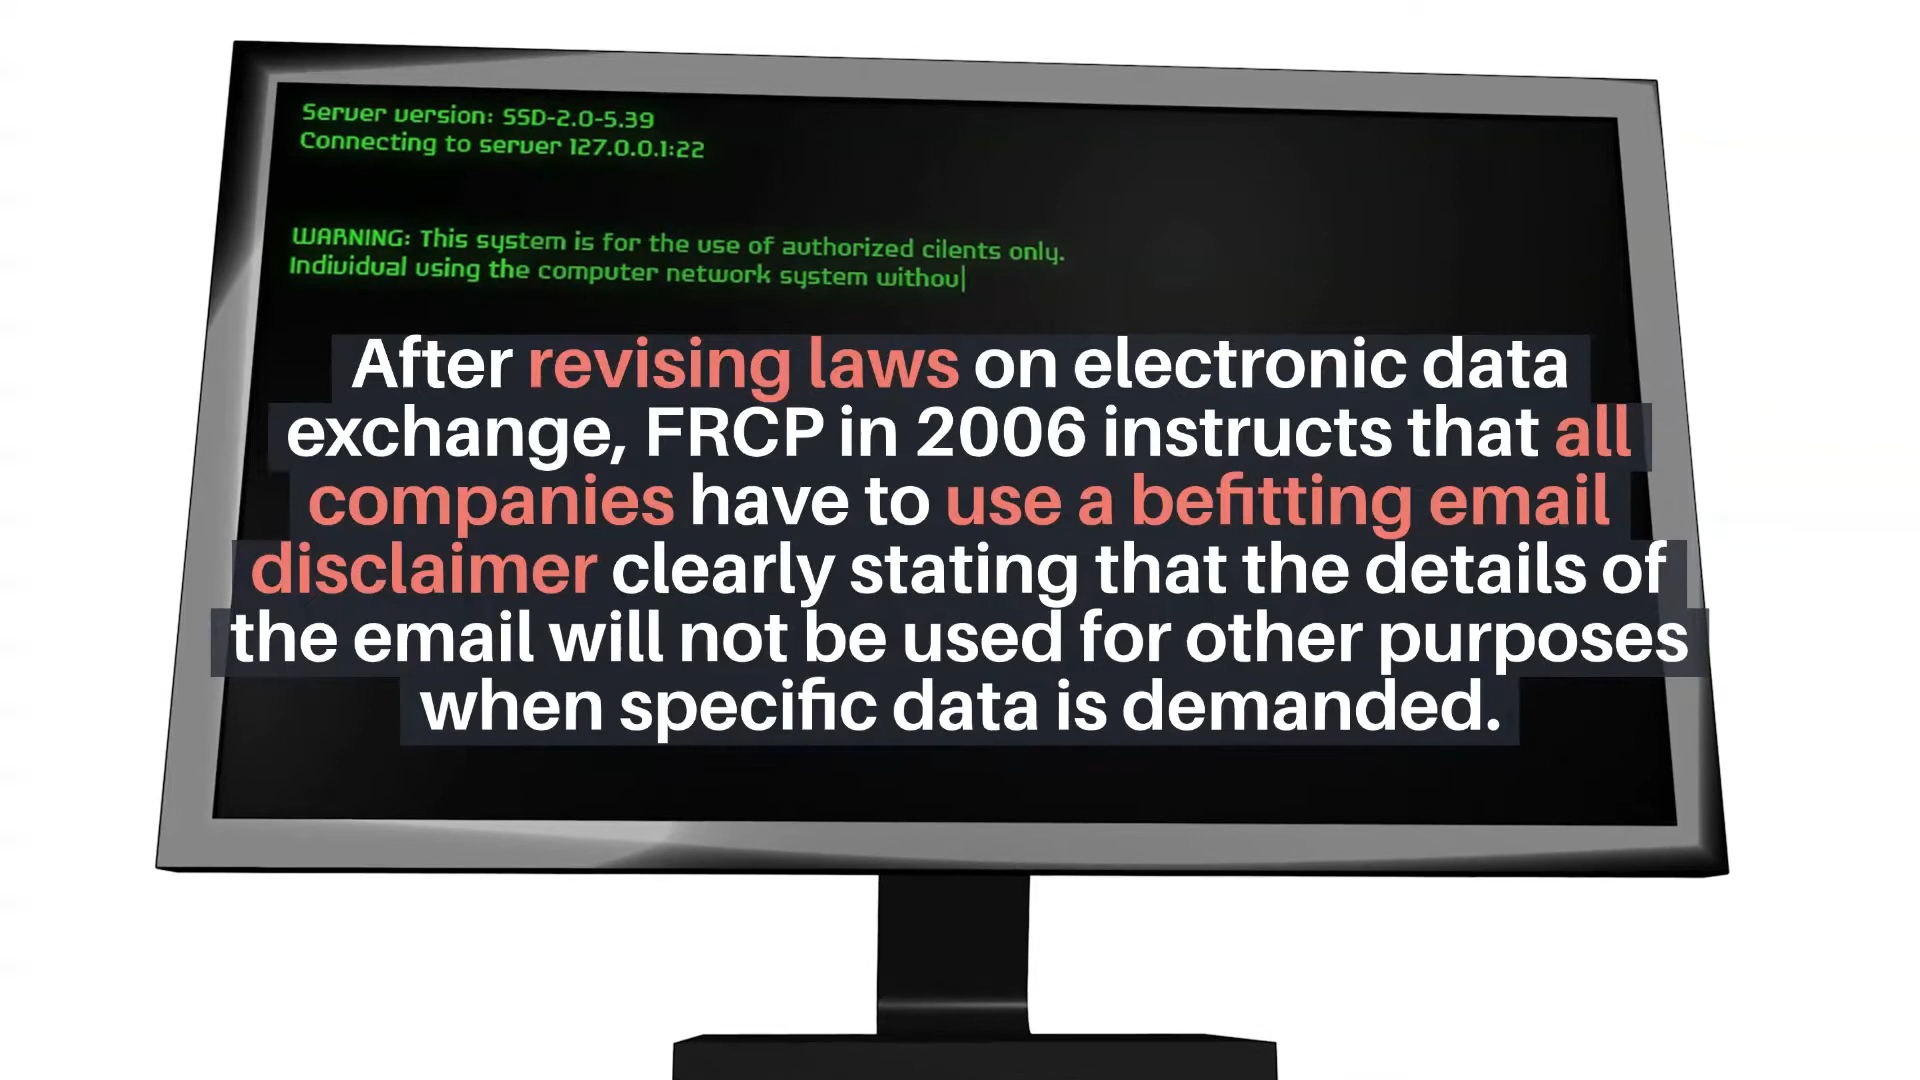 Server version: SSD-2.0-5.39
Connecting to server 127.0.0.1:22
WARNING: This system is for the use of authorized cilents only.
Individual using the computer network system withou
After revising laws on electronic data
exchange, FRCP in 2006 instructs that all
companies have to use a befitting email
disclaimer clearly stating that the details of
the email will not be used for other purposes
when specific data is demanded.